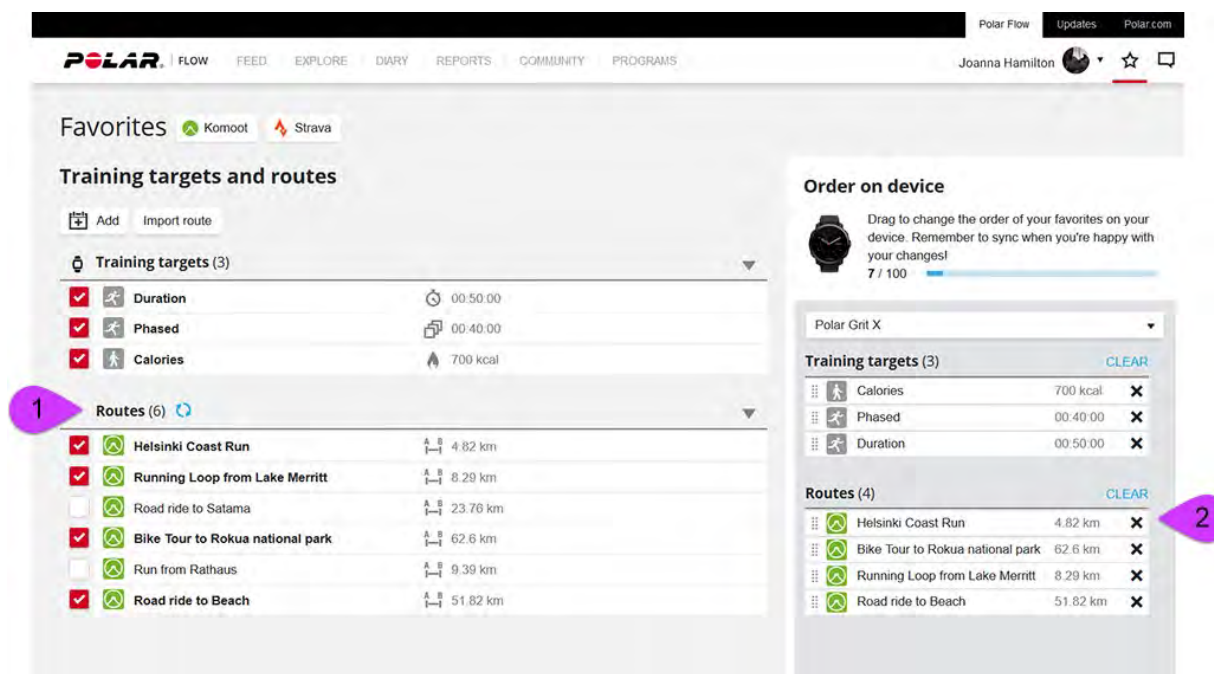 Polar Flow Updates Polar.com
POLAR. FLOW FEED EXPLORE DIARY REPORTS COMMUNITY PROGRAMS Joanna Hamilton
Favorites Komoot Strava
Training targets and routes
Add Import route
Training targets (3)
Duration 00:50:00
Phased 00:40:00
Calories 700 kcal
1
Routes (6)
Helsinki Coast Run A B 4.82 km
Running Loop from Lake Merritt A B 8.29 km
Road ride to Satama A B 23.76 km
Bike Tour to Rokua national park A B 62.6 km
Run from Rathaus A B 9.39 km
Road ride to Beach A B 51.82 km
Order on device
Drag to change the order of your favorites on your
device. Remember to sync when you're happy with
your changes!
7 / 100
Polar Grit X
Training targets (3) CLEAR
Calories 700 kcal
Phased 00:40:00
Duration 00:50:00
Routes (4) CLEAR
Helsinki Coast Run 4.82 km
2
Bike Tour to Rokua national park 62.6 km
Running Loop from Lake Merritt 8.29 km
Road ride to Beach 51.82 km